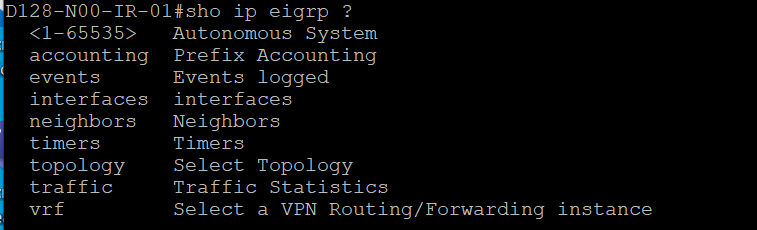 D128-N00-IR-01#sho ip eigrp ?
<1-65535> Autonomous System
accounting Prefix Accounting
events Events logged
interfaces interfaces
neighbors Neighbors
timers Timers
topology Select Topology
traffic Traffic Statistics
vrf Select a VPN Routing/Forwarding instance